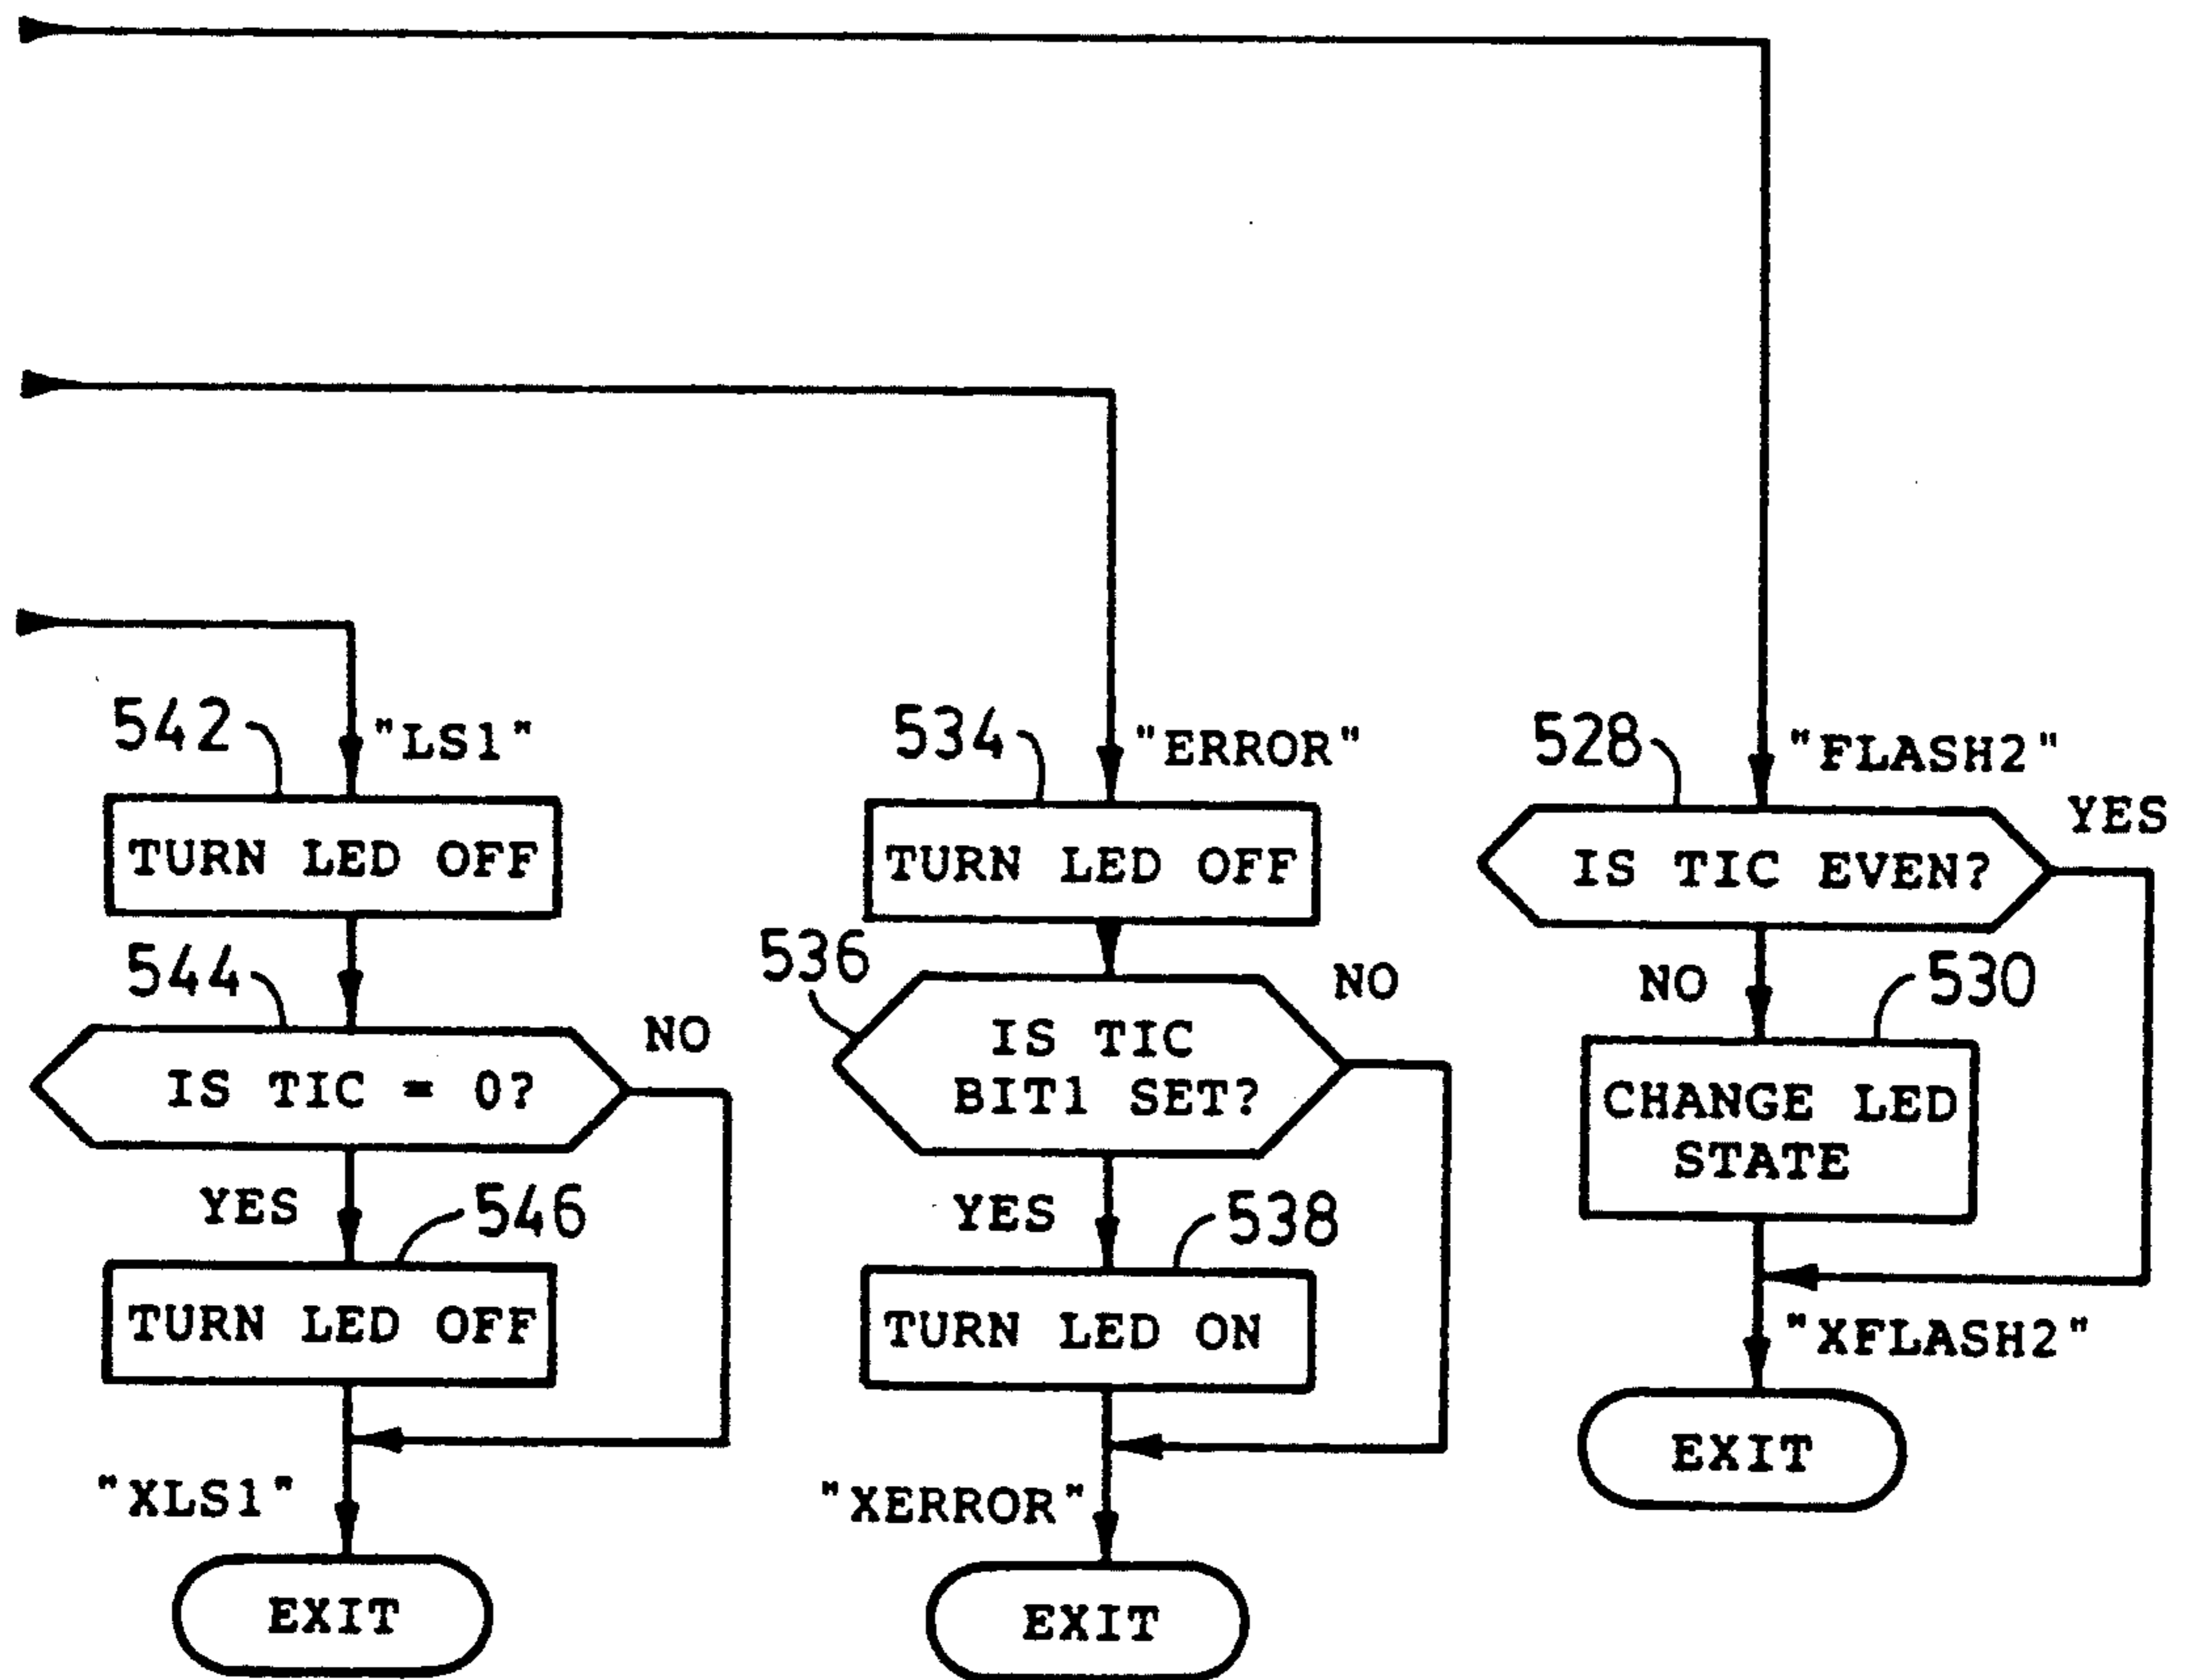 542
"LS1"
TURN LED OFF
544
IS TIC = 0?
NO
YES
546
TURN LED OFF
"XLS1"
EXIT
534
"ERROR"
TURN LED OFF
536
NO
IS TIC
BIT1 SET?
YES
538
TURN LED ON
"XERROR"
EXIT
528
"FLASH2"
YES
IS TIC EVEN?
NO
530
CHANGE LED
STATE
"XFLASH2"
EXIT